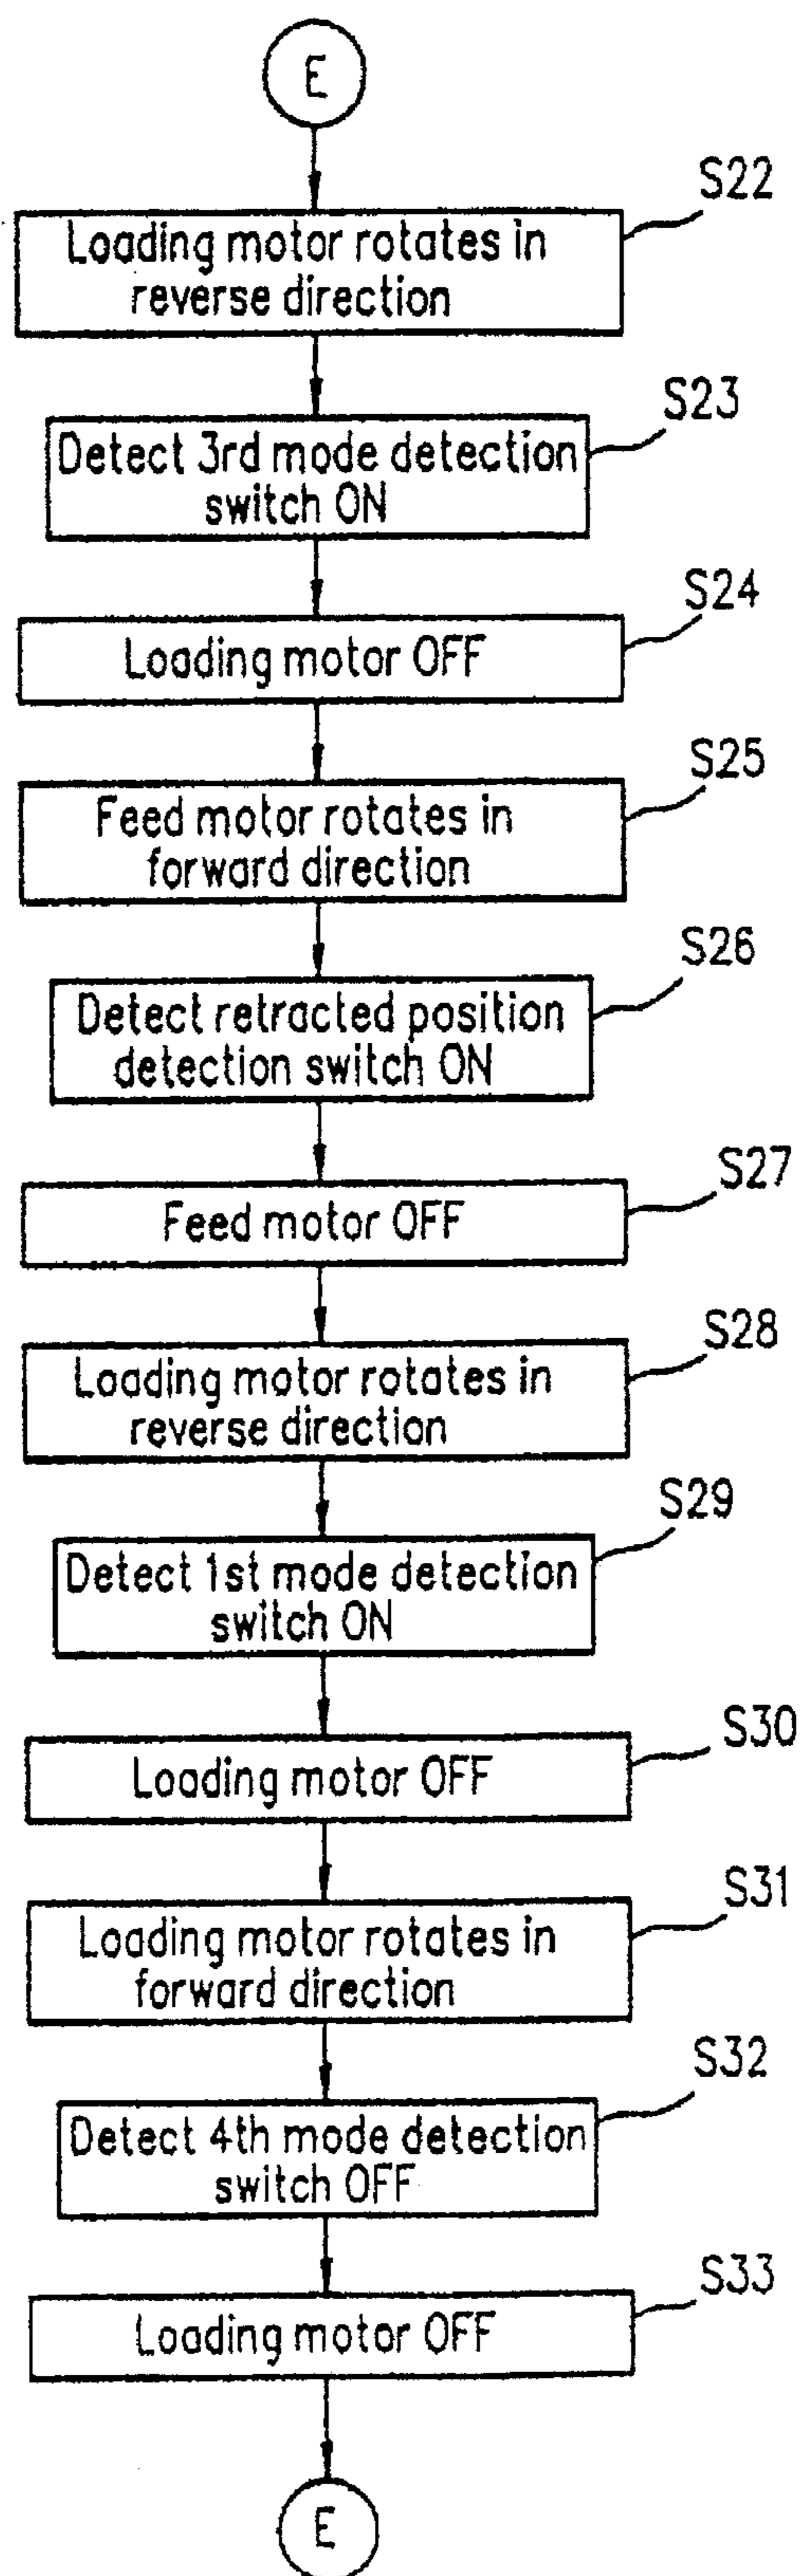 E
S22
Loading motor rotates in
reverse direction
S23
Detect 3rd mode detection
switch ON
S24
Loading motor OFF
S25
Feed motor rotates in
forward direction
S26
Detect retracted position
detection switch ON
S27
Feed motor OFF
S28
Loading motor rotates in
reverse direction
S29
Detect 1st mode detection
switch ON
S30
Loading motor OFF
S31
Loading motor rotates in
forward direction
S32
Detect 4th mode detection
switch OFF
S33
Loading motor OFF
E